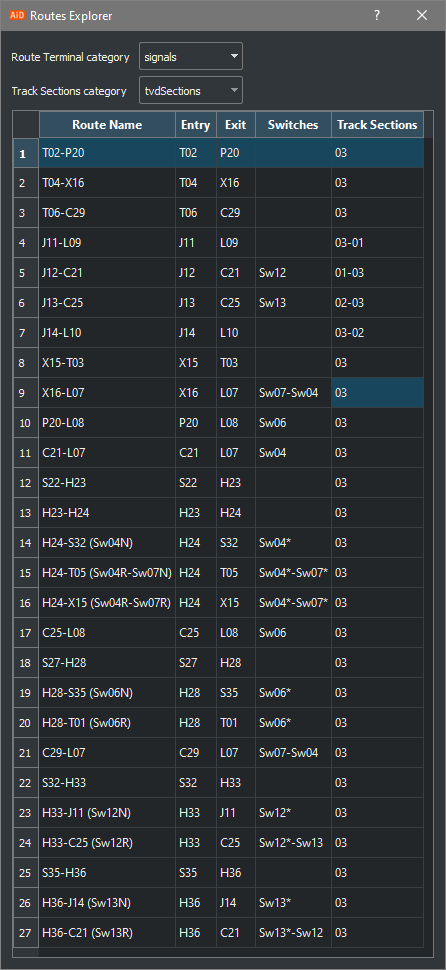 AID Routes Explorer ? ×
Route Terminal category signals
Track Sections category tvdSections
Route Name Entry Exit Switches Track Sections
1 T02-P20 T02 P20 03
2 T04-X16 T04 X16 03
3 T06-C29 T06 C29 03
4 J11-L09 J11 L09 03-01
5 J12-C21 J12 C21 Sw12 01-03
6 J13-C25 J13 C25 Sw13 02-03
7 J14-L10 J14 L10 03-02
8 X15-T03 X15 T03 03
9 X16-L07 X16 L07 Sw07-Sw04 03
10 P20-L08 P20 L08 Sw06 03
11 C21-L07 C21 L07 Sw04 03
12 S22-H23 S22 H23 03
13 H23-H24 H23 H24 03
14 H24-S32 (Sw04N) H24 S32 Sw04* 03
15 H24-T05 (Sw04R-Sw07N) H24 T05 Sw04*-Sw07* 03
16 H24-X15 (Sw04R-Sw07R) H24 X15 Sw04*-Sw07* 03
17 C25-L08 C25 L08 Sw06 03
18 S27-H28 S27 H28 03
19 H28-S35 (Sw06N) H28 S35 Sw06* 03
20 H28-T01 (Sw06R) H28 T01 Sw06* 03
21 C29-L07 C29 L07 Sw07-Sw04 03
22 S32-H33 S32 H33 03
23 H33-J11 (Sw12N) H33 J11 Sw12* 03
24 H33-C25 (Sw12R) H33 C25 Sw12*-Sw13 03
25 S35-H36 S35 H36 03
26 H36-J14 (Sw13N) H36 J14 Sw13* 03
27 H36-C21 (Sw13R) H36 C21 Sw13*-Sw12 03